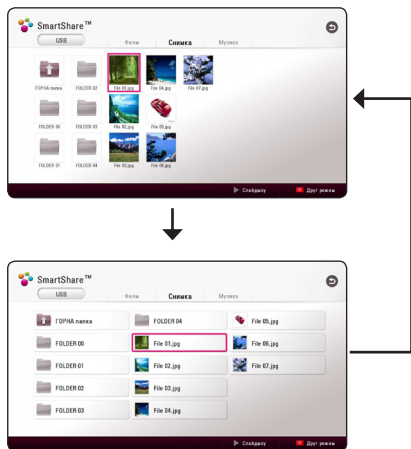 SmartShare™
USB
Филм Снимка Музика
ГОРНА папка FOLDER 02 File 01.jpg File 04.jpg File 07.jpg
FOLDER 00 FOLDER 03 File 02.jpg File 05.jpg
FOLDER 01 FOLDER 04 File 03.jpg File 06.jpg
Слайдшоу Друг режим
SmartShare™
USB
Филм Снимка Музика
ГОРНА папка FOLDER 04 File 05.jpg
FOLDER 00 File 01.jpg File 06.jpg
FOLDER 01 File 02.jpg File 07.jpg
FOLDER 02 File 03.jpg
FOLDER 03 File 04.jpg
Слайдшоу Друг режим